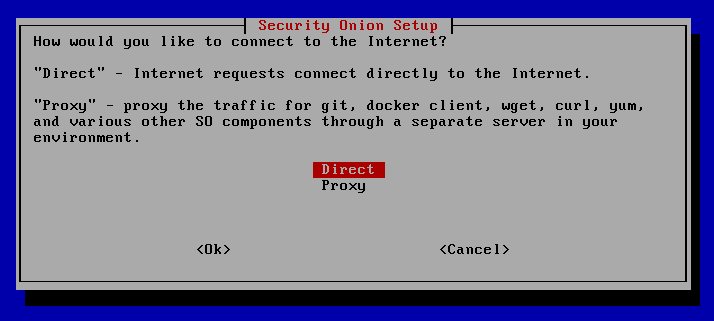 Security Onion Setup
How would you like to connect to the Internet?
"Direct" - Internet requests connect directly to the Internet.
"Proxy" - proxy the traffic for git, docker client, wget, curl, yum,
and various other SO components through a separate server in your
environment.
Direct
Proxy
<Ok> <Cancel>